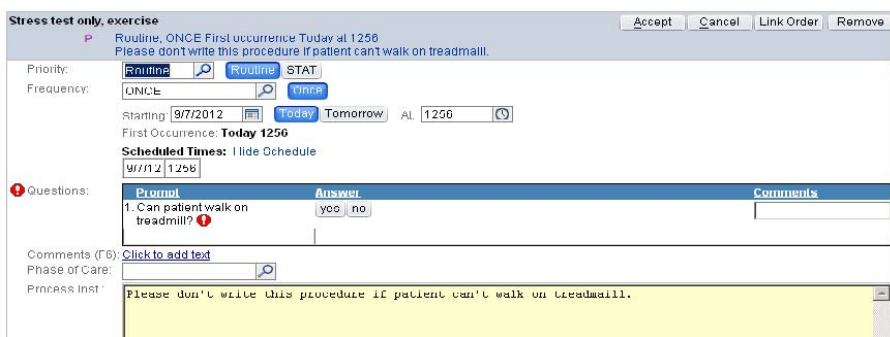 Stress test only, exercise Accept Cancel Link Order Remove
P Routine, ONCE First occurrence Today at 1256
Please don't write this procedure if patient can't walk on treadmaill.
Priority: Routine Routine STAT
Frequency: ONCE Once
Starting: 9/7/2012 Today Tomorrow At: 1256
First Occurrence: Today 1256
Scheduled Times: Hide Schedule
9/7/12 1256
Questions: Prompt Answer Comments
1. Can patient walk on yes no
treadmill?
Comments (F6): Click to add text
Phase of Care:
Process Inst.:
Please don't write this procedure if patient can't walk on treadmaill.